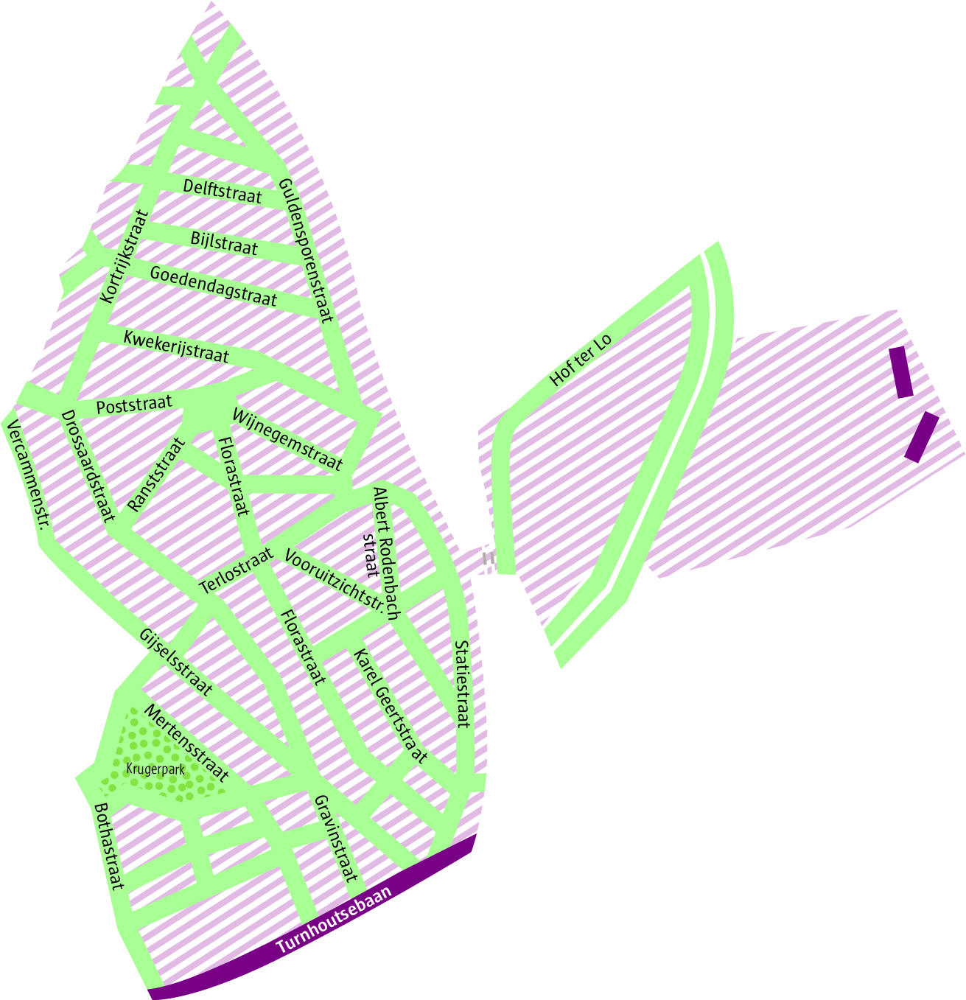 Delftstraat
Guldensporenstraat
Bijlstraat
Kortrijkstraat
Goedendagstraat
Kwekerijstraat
Hof ter Lo
Poststraat
Wijnegemstraat
Drossaardstraat
Vercammenstr.
Ranststraat
Florastraat
Albert Rodenbach
straat
Terlostraat
Vooruitzichtstr.
Florastraat
Gijselsstraat
Statiestraat
Karel Geertstraat
Mertensstraat
Krugerpark
Bothastraat
Gravinstraat
Turnhoutsebaan